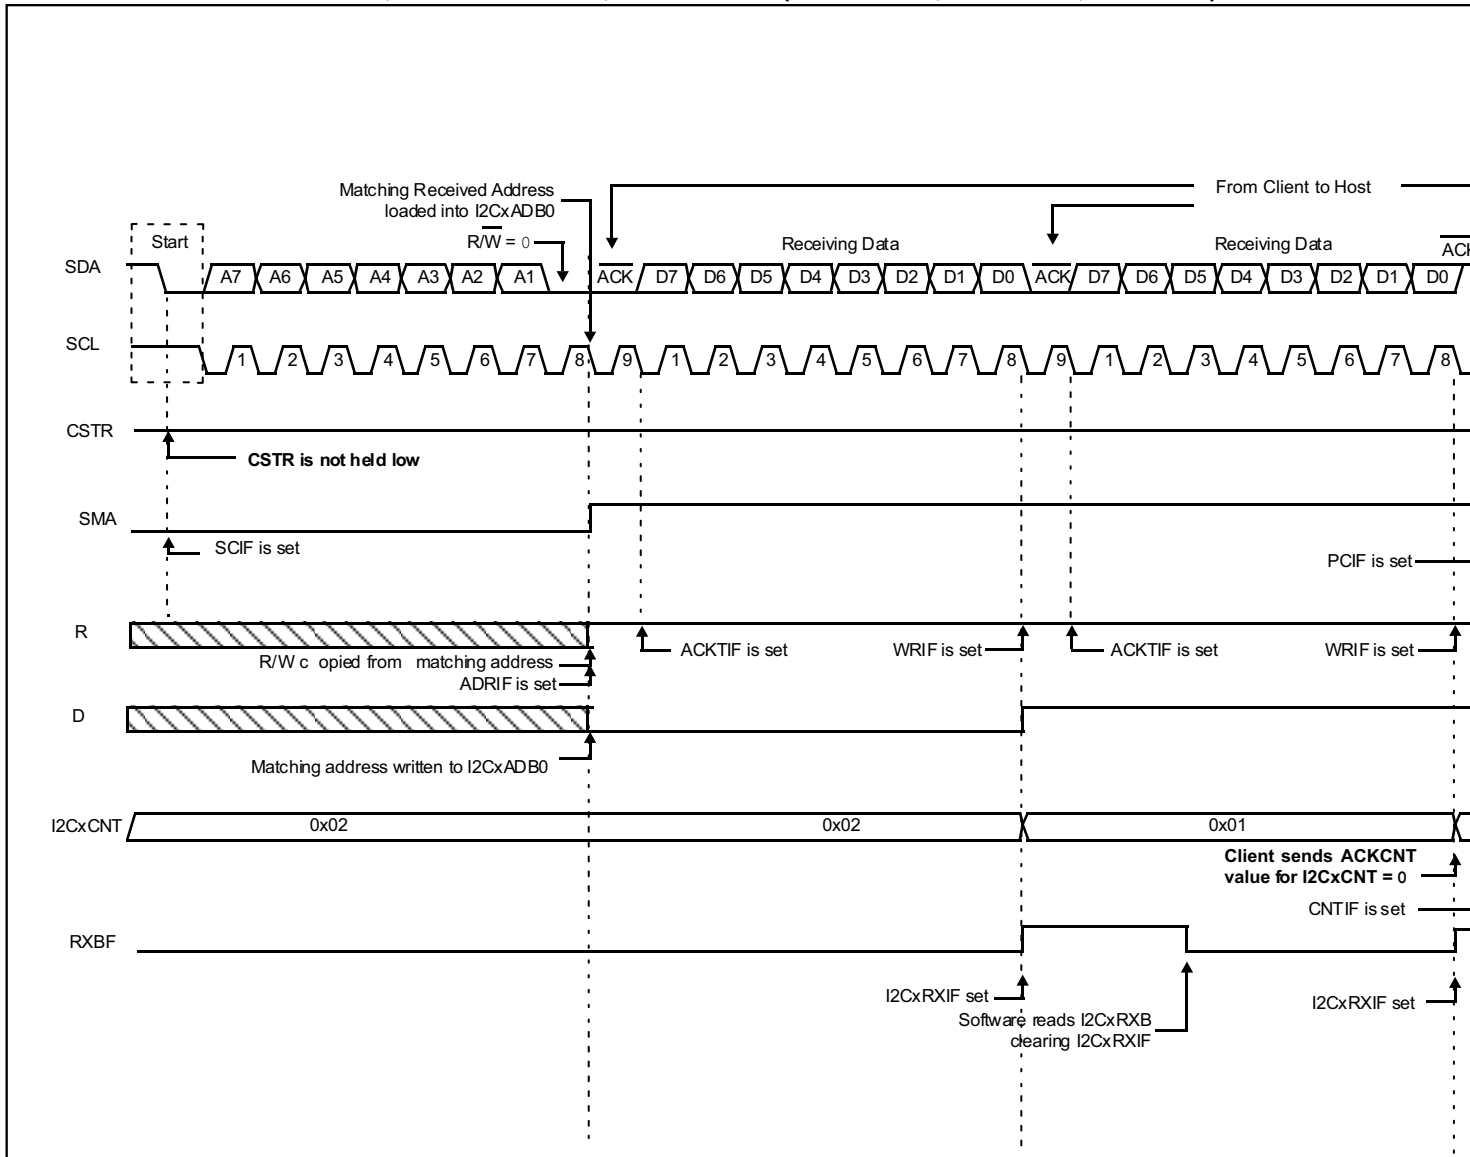 Matching Received Address
loaded into I2CxADB0
From Client to Host
Start
R/W = 0
Receiving Data
Receiving Data
SDA
A7 A6 A5 A4 A3 A2 A1 ACK D7 D6 D5 D4 D3 D2 D1 D0 ACK D7 D6 D5 D4 D3 D2 D1 D0
SCL
1 2 3 4 5 6 7 8 9 1 2 3 4 5 6 7 8 9 1 2 3 4 5 6 7 8
CSTR
CSTR is not held low
SMA
SCIF is set
PCIF is set
R
ACKTIF is set
WRIF is set
ACKTIF is set
WRIF is set
R/W c opied from matching address
ADRIF is set
D
Matching address written to I2CxADB0
I2CxCNT
0x02
0x02
0x01
Client sends ACKCNT
value for I2CxCNT = 0
CNTIF is set
RXBF
I2CxRXIF set
I2CxRXIF set
Software reads I2CxRXB
clearing I2CxRXIF